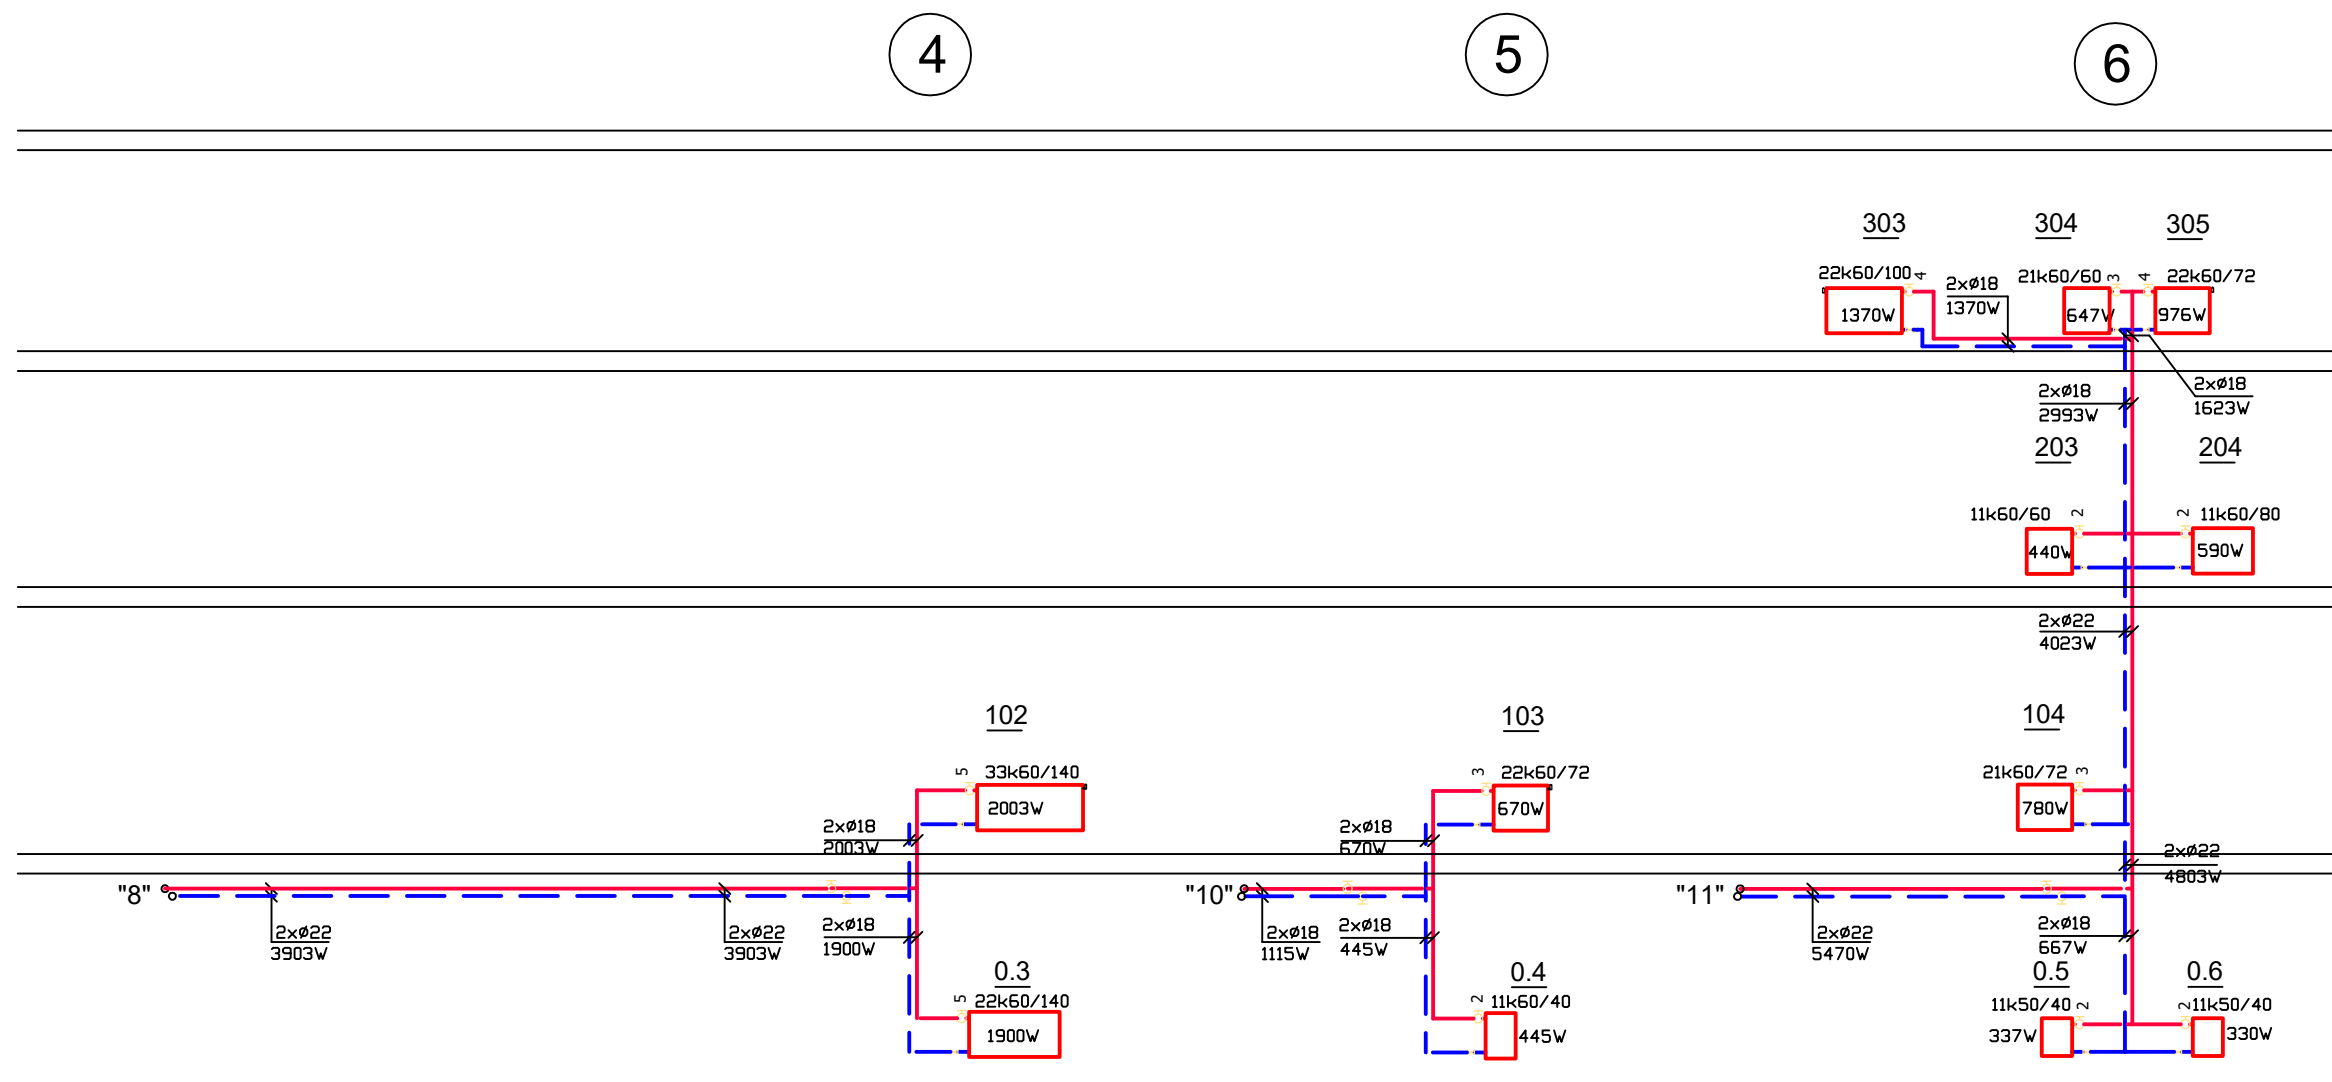 4
5
6
303
304
305
22k60/100
4
2xø18
1370W
21k60/60
3
4
22k60/72
1370W
647W
976W
2xø18
2993W
2xø18
1623W
203
204
11k60/60
2
2
11k60/80
440W
590W
2xø22
4023W
102
103
104
5
33k60/140
3
22k60/72
21k60/72
3
2003W
670W
780W
2xø18
2003W
2xø18
670W
2xø22
4803W
"8"
"10"
"11"
2xø22
3903W
2xø22
3903W
2xø18
1900W
2xø18
1115W
2xø18
445W
2xø22
5470W
2xø18
667W
0.3
0.4
0.5
0.6
5
22k60/140
2
11k60/40
11k50/40
2
2
11k50/40
1900W
445W
337W
330W